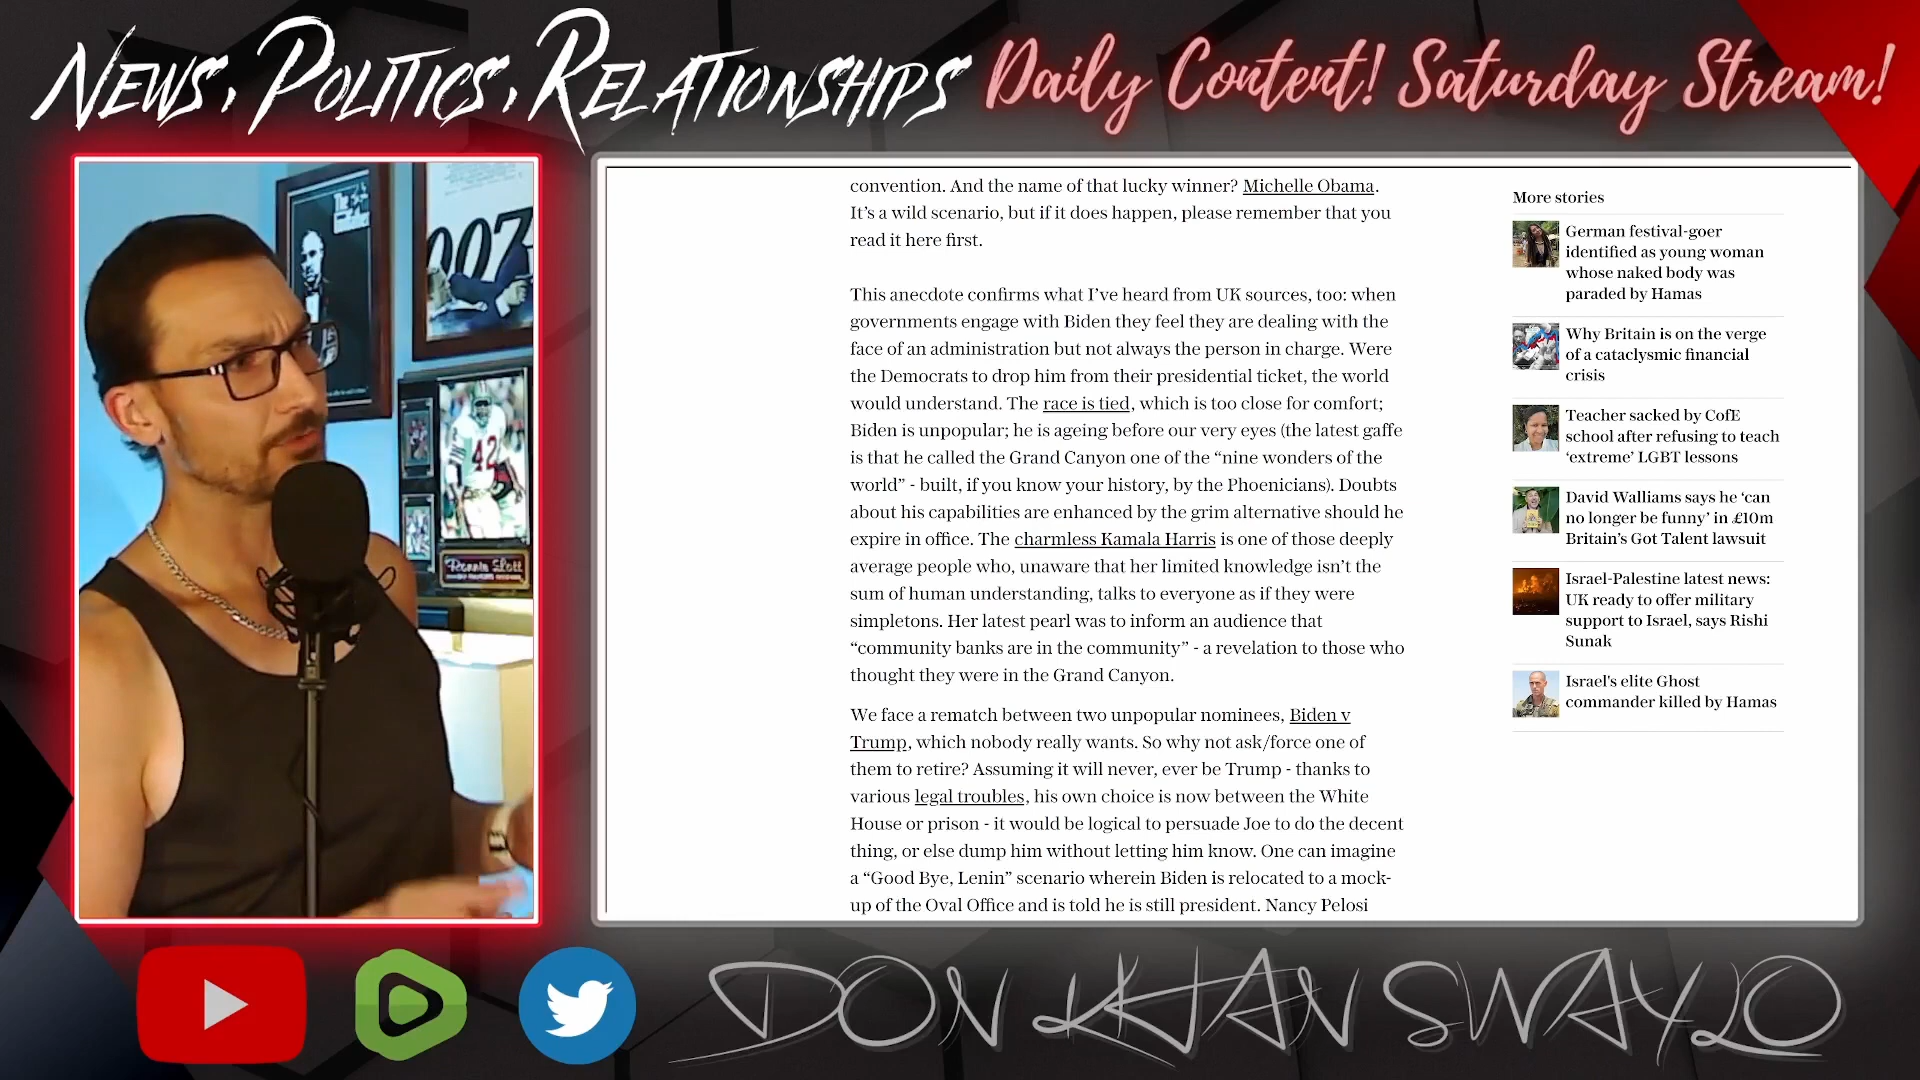 News, Politics, Relationships
Daily Content! Saturday Stream!
The
007
42
Ronnie Lott
convention. And the name of that lucky winner? Michelle Obama.
It’s a wild scenario, but if it does happen, please remember that you
read it here first.
This anecdote confirms what I’ve heard from UK sources, too: when
governments engage with Biden they feel they are dealing with the
face of an administration but not always the person in charge. Were
the Democrats to drop him from their presidential ticket, the world
would understand. The race is tied, which is too close for comfort;
Biden is unpopular; he is ageing before our very eyes (the latest gaffe
is that he called the Grand Canyon one of the “nine wonders of the
world” - built, if you know your history, by the Phoenicians). Doubts
about his capabilities are enhanced by the grim alternative should he
expire in office. The charmless Kamala Harris is one of those deeply
average people who, unaware that her limited knowledge isn’t the
sum of human understanding, talks to everyone as if they were
simpletons. Her latest pearl was to inform an audience that
“community banks are in the community” - a revelation to those who
thought they were in the Grand Canyon.
We face a rematch between two unpopular nominees, Biden v
Trump, which nobody really wants. So why not ask/force one of
them to retire? Assuming it will never, ever be Trump - thanks to
various legal troubles, his own choice is now between the White
House or prison - it would be logical to persuade Joe to do the decent
thing, or else dump him without letting him know. One can imagine
a “Good Bye, Lenin” scenario wherein Biden is relocated to a mock-
up of the Oval Office and is told he is still president. Nancy Pelosi
More stories
German festival-goer
identified as young woman
whose naked body was
paraded by Hamas
Why Britain is on the verge
of a cataclysmic financial
crisis
Teacher sacked by CofE
school after refusing to teach
‘extreme’ LGBT lessons
David Walliams says he ‘can
no longer be funny’ in £10m
Britain’s Got Talent lawsuit
Israel-Palestine latest news:
UK ready to offer military
support to Israel, says Rishi
Sunak
Israel's elite Ghost
commander killed by Hamas
DON KHAN SWAYLO